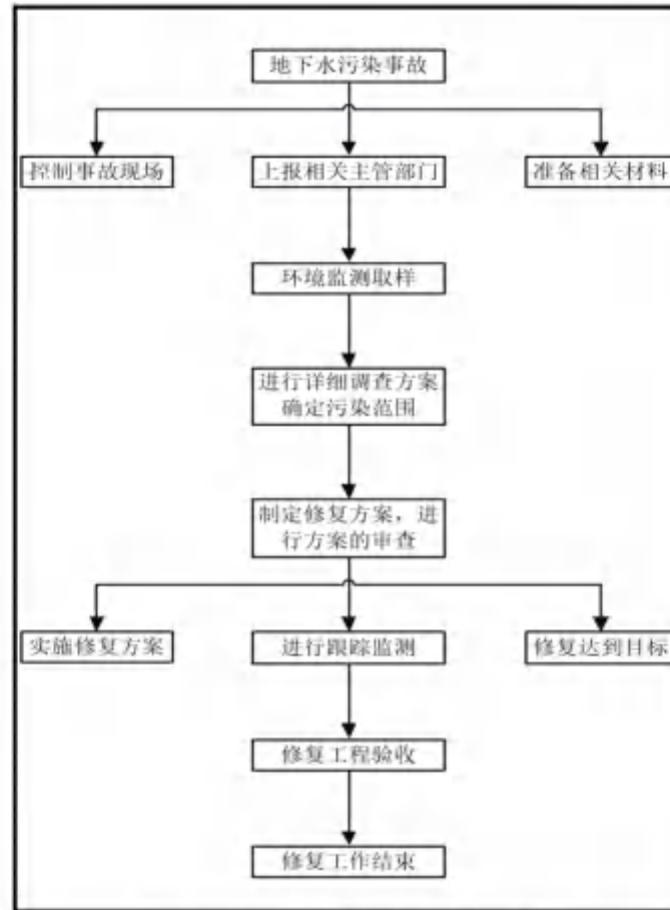 地下水污染事故
控制事故现场
上报相关主管部门
准备相关材料
环境监测取样
进行详细调查方案
确定污染范围
制定修复方案，进
行方案的审查
实施修复方案
进行跟踪监测
修复达到目标
修复工程验收
修复工作结束